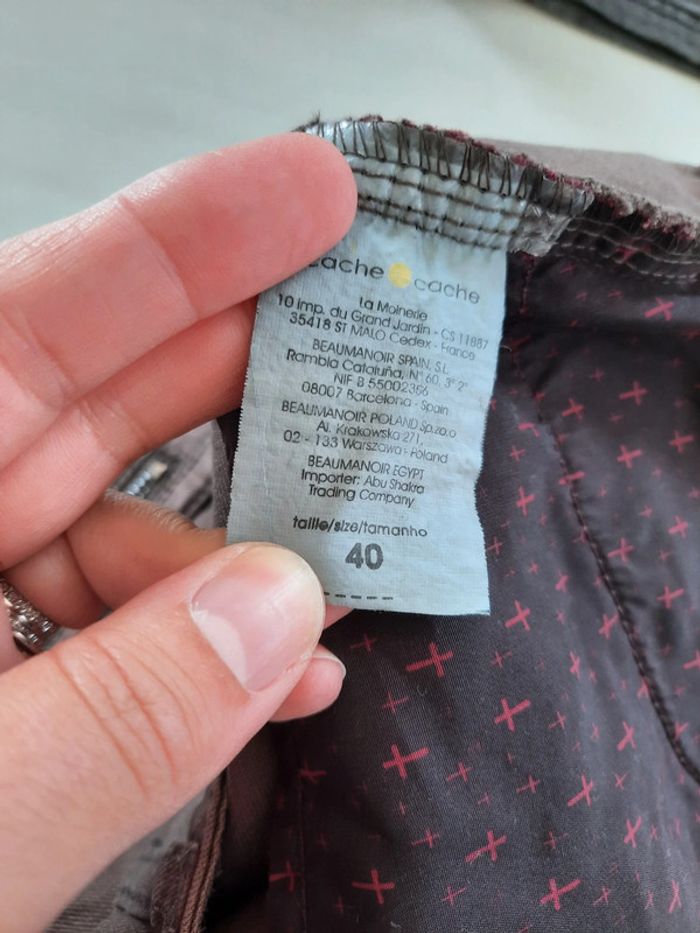 cache cache
La Moinerie
10 imp. du Grand Jardin - CS 11887
35418 ST MALO Cedex - France
BEAUMANOIR SPAIN, S.L.
Rambla Cataluña, N° 60, 3° 2°
NIF B 55002356
08007 Barcelona - Spain
BEAUMANOIR POLAND Sp.zo.o
Al. Krakowska 271,
02 - 133 Warszawa - Poland
BEAUMANOIR EGYPT
Importer: Abu Shakra
Trading Company
taille/size/tamanho
40